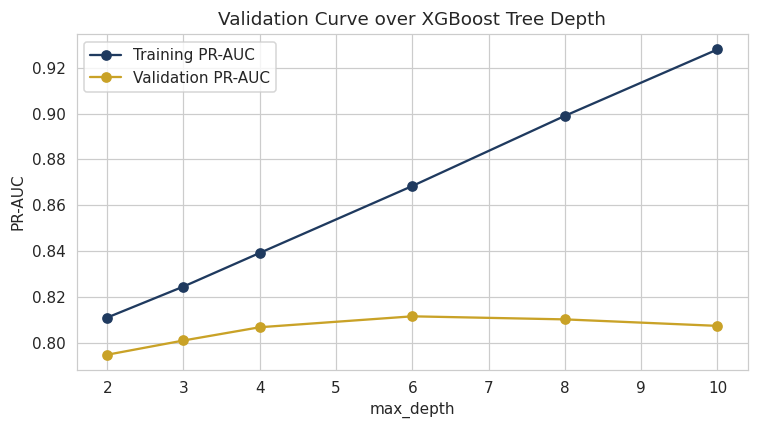 Validation Curve over XGBoost Tree Depth
Training PR-AUC
Validation PR-AUC
PR-AUC
0.92
0.90
0.88
0.86
0.84
0.82
0.80
2 3 4 5 6 7 8 9 10
max_depth